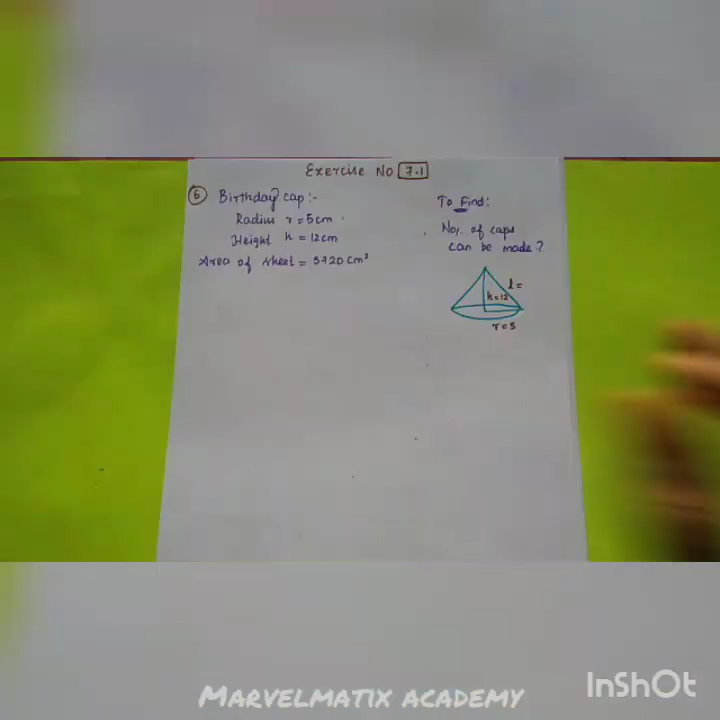 Exercise No 7.1
6 Birthday cap :-
Radius r = 5cm
Height h = 12cm
Area of sheet = 5720 cm²
To Find:
No. of caps
can be made?
l =
h=12
r = 5
MARVELMATIX ACADEMY
InShOt